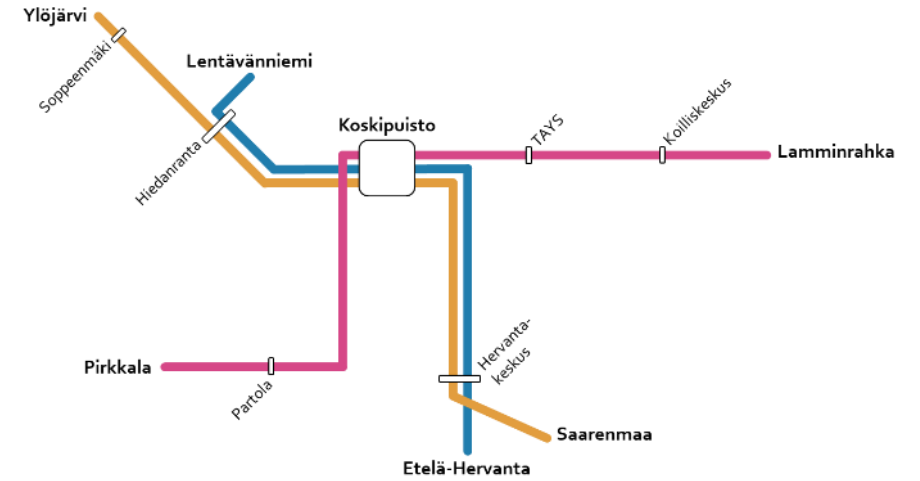 Ylöjärvi
Soppeenmäki
Lentävänniemi
Hiedanranta
Koskipuisto
TAYS
Koilliskeskus
Lamminrahka
Pirkkala
Partola
Hervanta-
keskus
Saarenmaa
Etelä-Hervanta